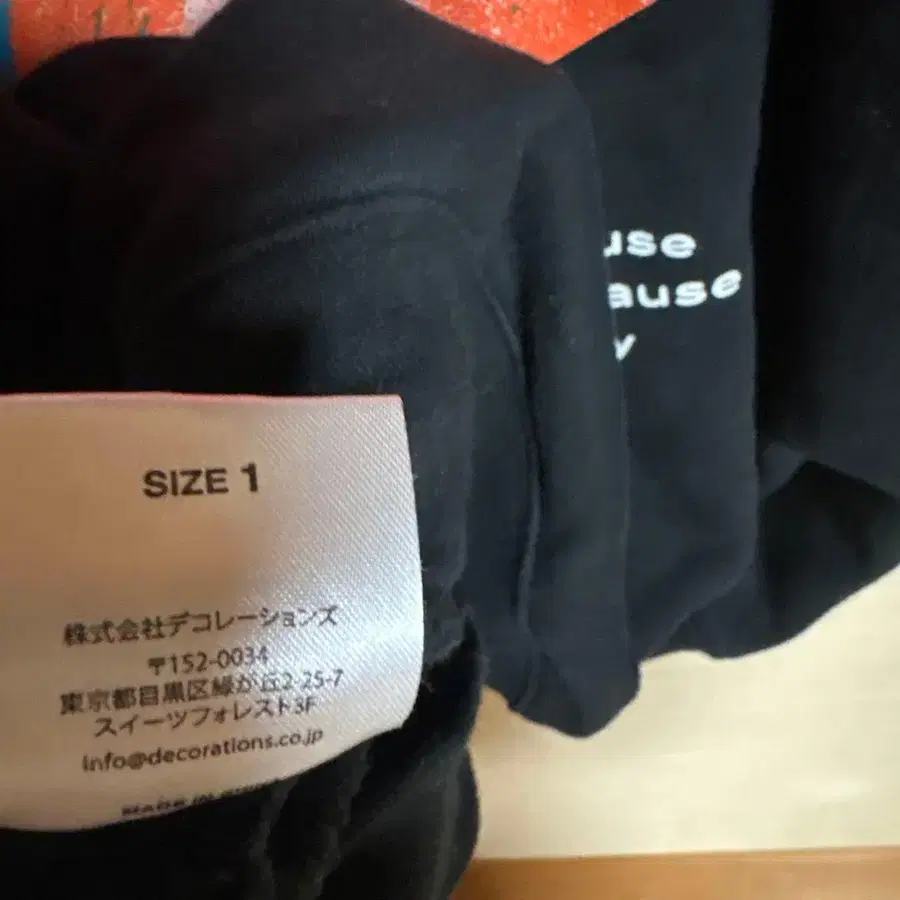 use
ause
y
SIZE 1
株式会社デコレーションズ
〒152-0034
東京都目黒区緑が丘2-25-7
スイーツフォレスト3F
info@decorations.co.jp
MADE IN